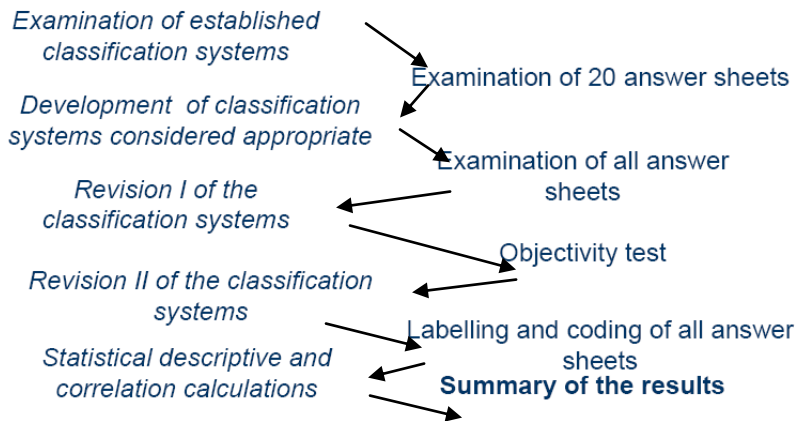 Examination of established
classification systems
Examination of 20 answer sheets
Development of classification
systems considered appropriate
Examination of all answer
sheets
Revision I of the
classification systems
Objectivity test
Revision II of the classification
systems
Labelling and coding of all answer
sheets
Statistical descriptive and
correlation calculations
Summary of the results